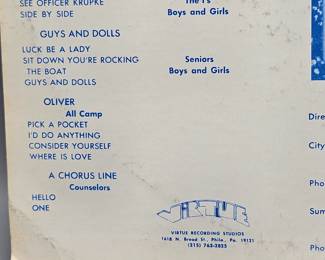 SEE OFFICER KRUPKE
SIDE BY SIDE
Boys and Girls
GUYS AND DOLLS
LUCK BE A LADY
SIT DOWN YOU'RE ROCKING
THE BOAT
GUYS AND DOLLS
Seniors
Boys and Girls
OLIVER
All Camp
PICK A POCKET
I'D DO ANYTHING
CONSIDER YOURSELF
WHERE IS LOVE
A CHORUS LINE
Counselors
HELLO
ONE
VIRTUE
VIRTUE RECORDING STUDIOS
1618 N. Broad St., Phila., Pa. 19121
(215) 763-2825
Dire
City
Pho
Sum
Pho